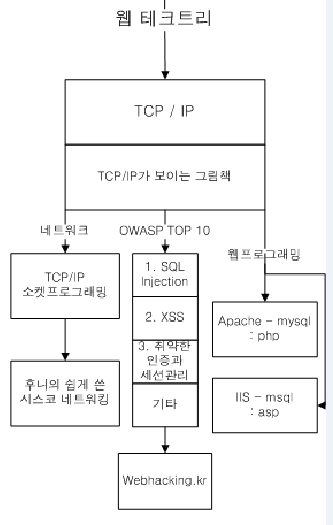 웹 테크트리
TCP / IP
TCP/IP가 보이는 그림책
네트워크
OWASP TOP 10
웹프로그래밍
TCP/IP
소켓프로그래밍
1. SQL
Injection
2. XSS
3. 취약한
인증과
세션관리
기타
Apache - mysql
: php
후니의 쉽게 쓴
시스코 네트워킹
IIS - msql
: asp
Webhacking.kr